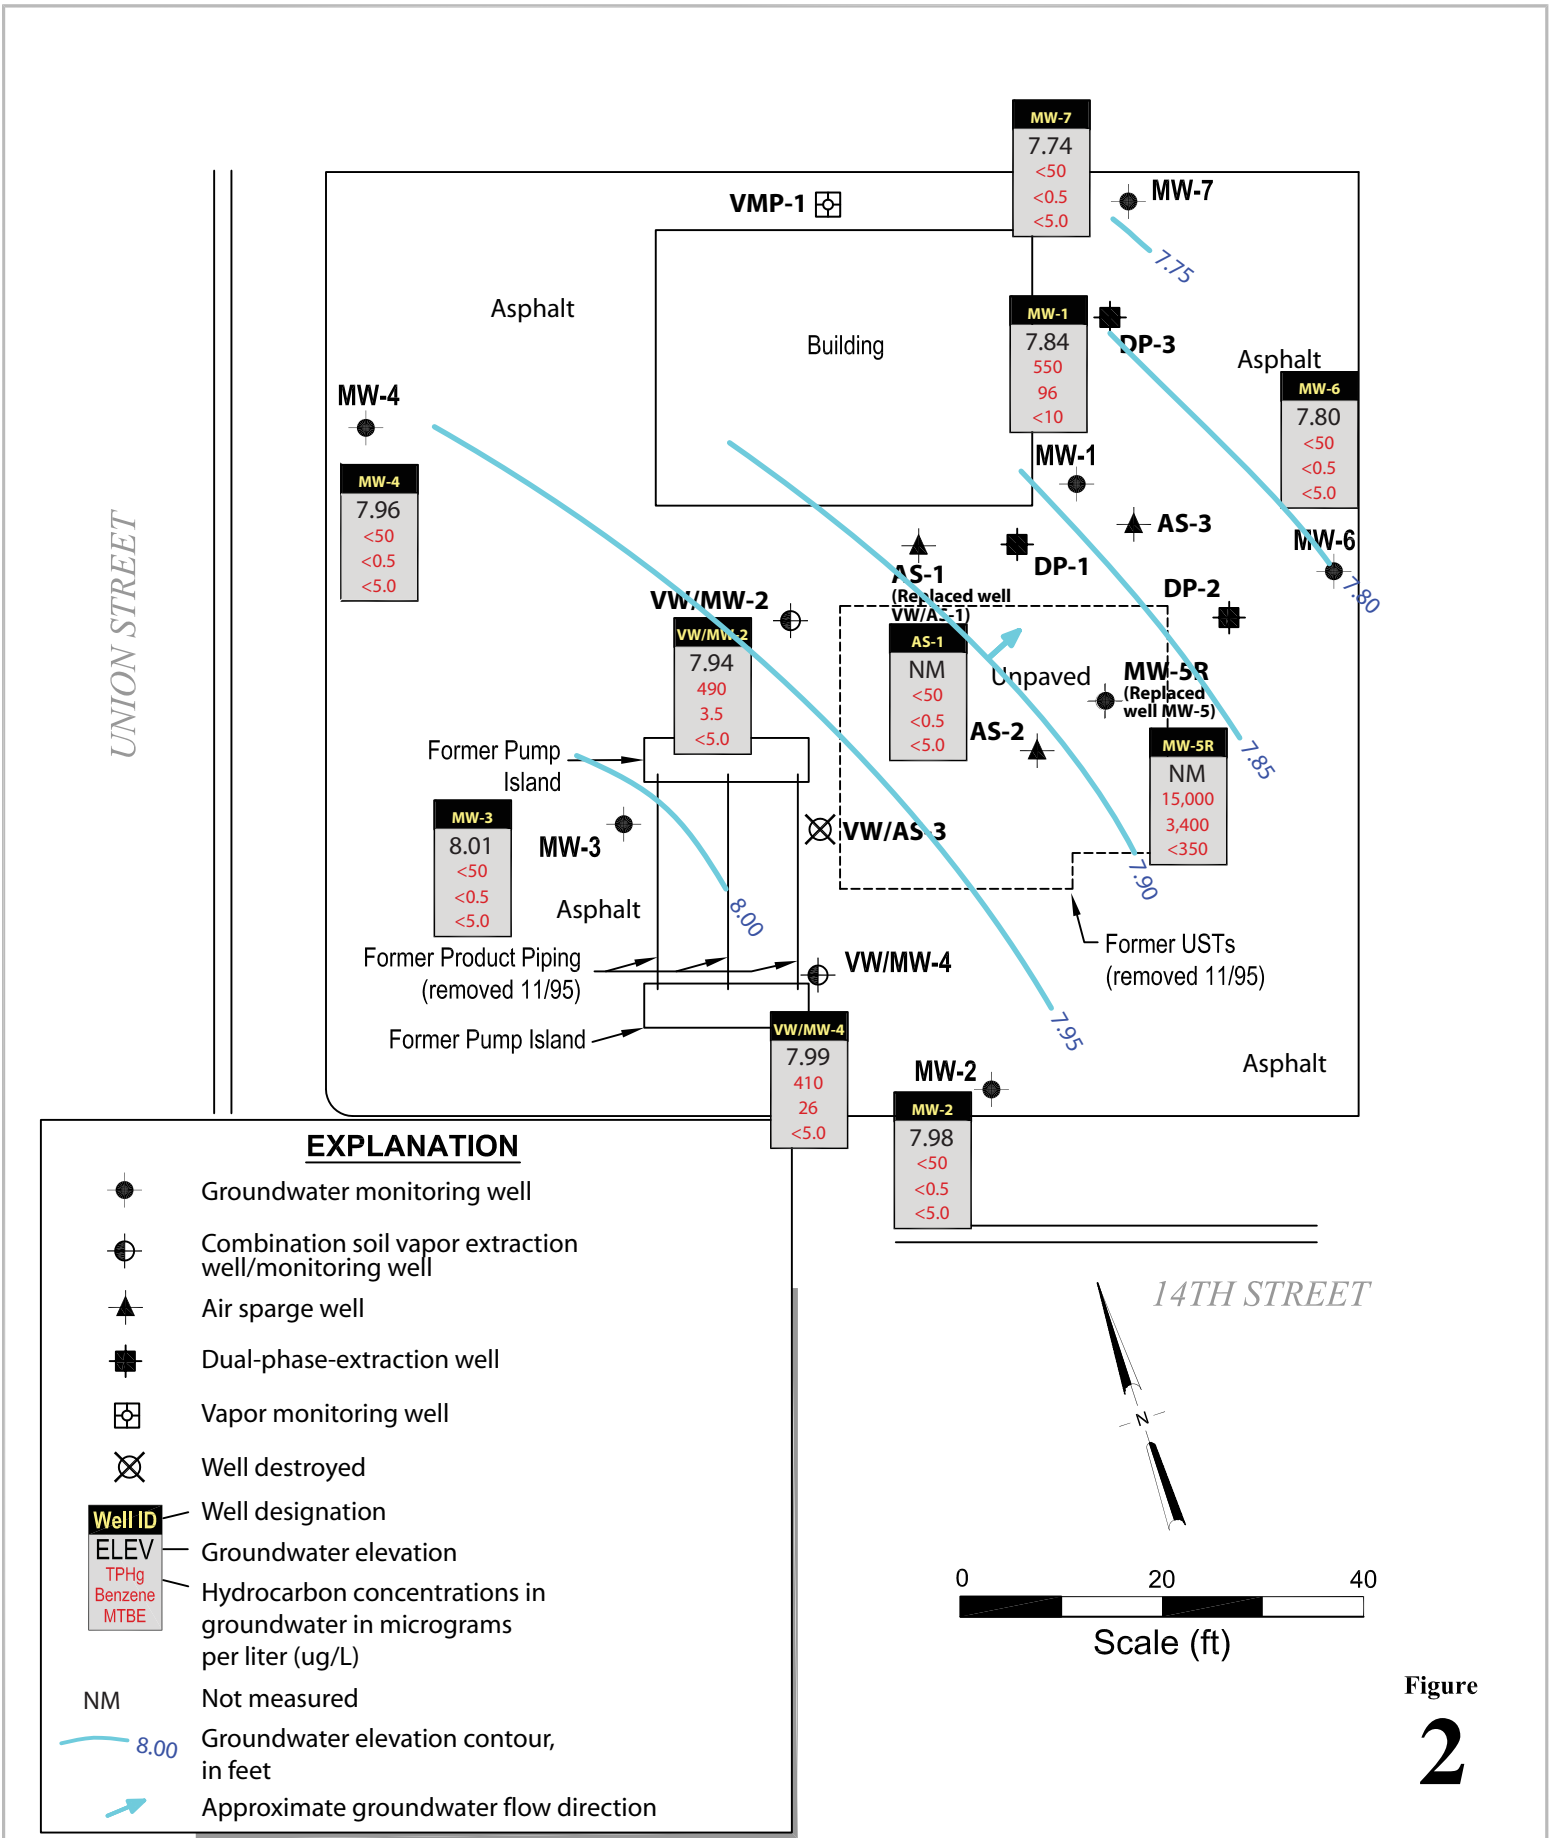 MW-7
7.74
<50
<0.5
<5.0
VMP-1
MW-7
7.75
Asphalt
Building
MW-1
7.84
550
96
<10
DP-3
Asphalt
MW-6
7.80
<50
<0.5
<5.0
MW-4
MW-4
7.96
<50
<0.5
<5.0
MW-1
AS-3
MW-6
7.80
DP-1
DP-2
AS-1
(Replaced well
VW/AS-1)
AS-1
NM
<50
<0.5
<5.0
VW/MW-2
VW/MW-2
7.94
490
3.5
<5.0
Unpaved
MW-5R
(Replaced
well MW-5)
MW-5R
NM
15,000
3,400
<350
7.85
AS-2
UNION STREET
Former Pump
Island
MW-3
8.01
<50
<0.5
<5.0
MW-3
VW/AS-3
7.90
Asphalt
8.00
Former Product Piping
(removed 11/95)
VW/MW-4
Former USTs
(removed 11/95)
Former Pump Island
VW/MW-4
7.99
410
26
<5.0
7.95
MW-2
MW-2
7.98
<50
<0.5
<5.0
Asphalt
14TH STREET
EXPLANATION
Groundwater monitoring well
Combination soil vapor extraction
well/monitoring well
Air sparge well
Dual-phase-extraction well
Vapor monitoring well
Well destroyed
Well ID
Well designation
ELEV
Groundwater elevation
TPHg
Benzene
MTBE
Hydrocarbon concentrations in
groundwater in micrograms
per liter (ug/L)
NM
Not measured
8.00
Groundwater elevation contour,
in feet
Approximate groundwater flow direction
N
0 20 40
Scale (ft)
Figure
2